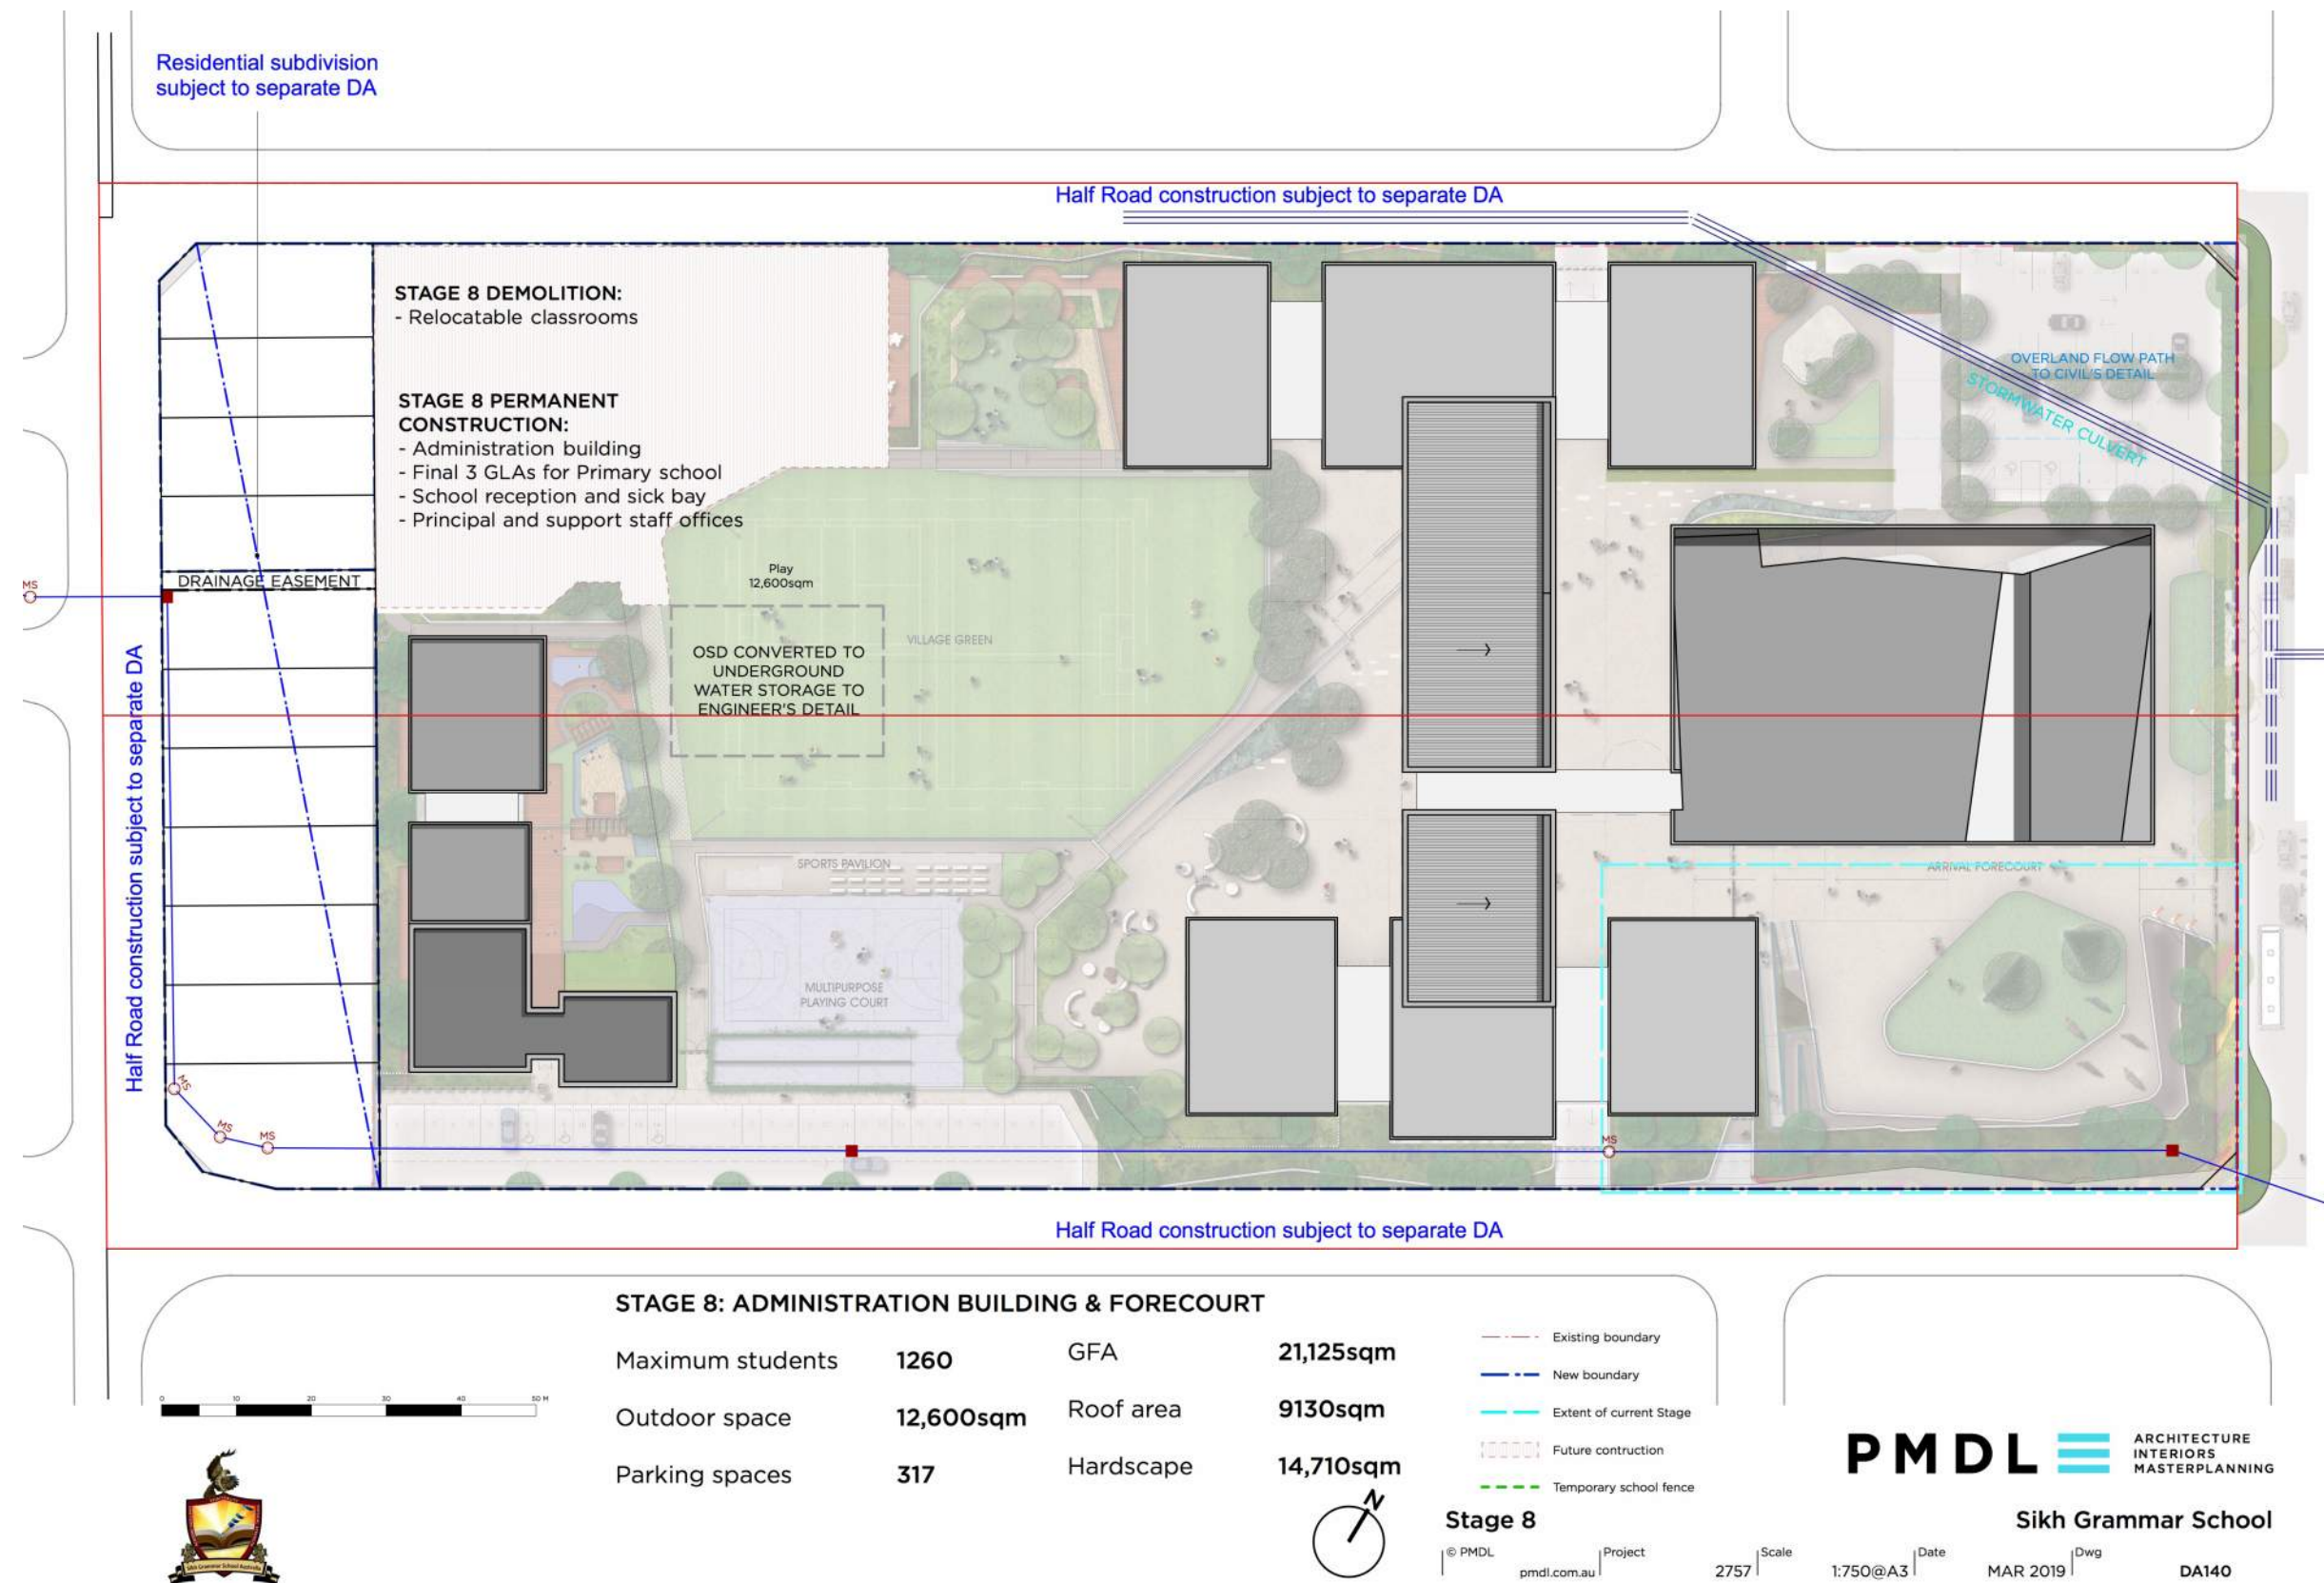 Residential subdivision
subject to separate DA
Half Road construction subject to separate DA
STAGE 8 DEMOLITION:
- Relocatable classrooms
STAGE 8 PERMANENT
CONSTRUCTION:
- Administration building
- Final 3 GLAs for Primary school
- School reception and sick bay
- Principal and support staff offices
OVERLAND FLOW PATH
TO CIVIL'S DETAIL
STORMWATER CULVERT
DRAINAGE EASEMENT
MS
Play
12,600sqm
VILLAGE GREEN
OSD CONVERTED TO
UNDERGROUND
WATER STORAGE TO
ENGINEER'S DETAIL
Half Road construction subject to separate DA
SPORTS PAVILION
ARRIVAL FORECOURT
MULTIPURPOSE
PLAYING COURT
MS
MS
MS
MS
Half Road construction subject to separate DA
STAGE 8: ADMINISTRATION BUILDING & FORECOURT
Maximum students 1260
Outdoor space 12,600sqm
Parking spaces 317
GFA 21,125sqm
Roof area 9130sqm
Hardscape 14,710sqm
Existing boundary
New boundary
Extent of current Stage
Future contruction
Temporary school fence
0 10 20 30 40 50 M
N
PMDL
ARCHITECTURE
INTERIORS
MASTERPLANNING
Stage 8
Sikh Grammar School
© PMDL pmdl.com.au
Project 2757
Scale 1:750@A3
Date MAR 2019
Dwg DA140
Sikh Grammar School Australia